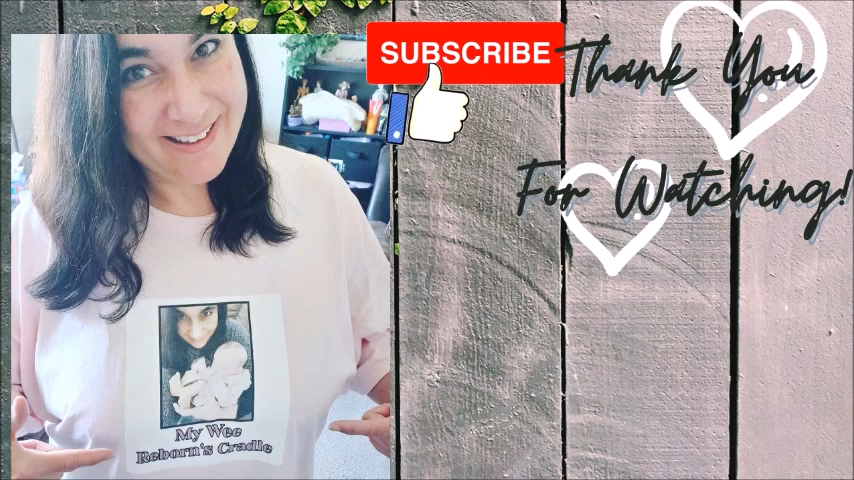 SUBSCRIBE
Thank You
For Watching!
My Wee
Reborn's Cradle